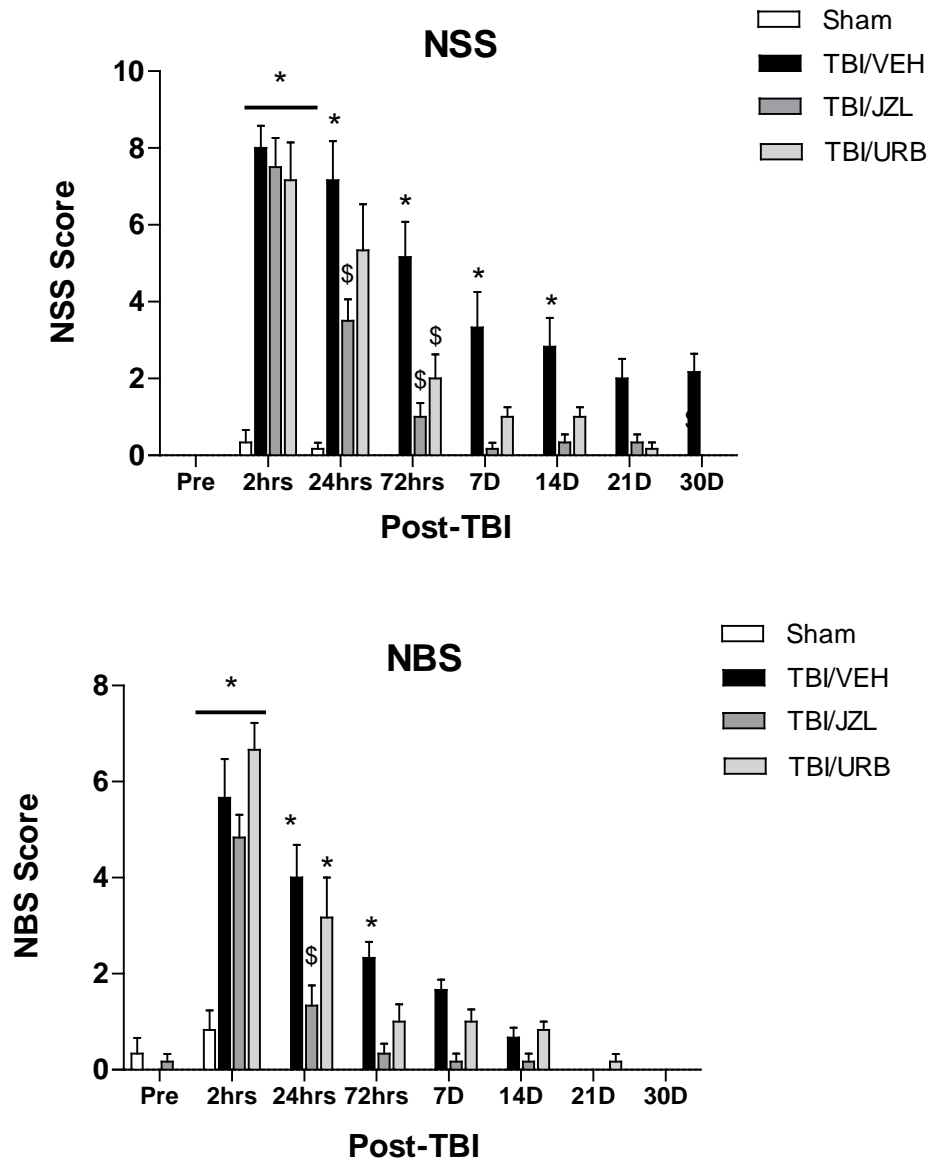 NSS
Sham
TBI/VEH
TBI/JZL
TBI/URB
NSS Score
10
8
6
4
2
0
*
*
*
*
*
$
$
$
Pre
2hrs
24hrs
72hrs
7D
14D
21D
30D
Post-TBI
NBS
Sham
TBI/VEH
TBI/JZL
TBI/URB
NBS Score
8
6
4
2
0
*
*
*
*
$
Pre
2hrs
24hrs
72hrs
7D
14D
21D
30D
Post-TBI